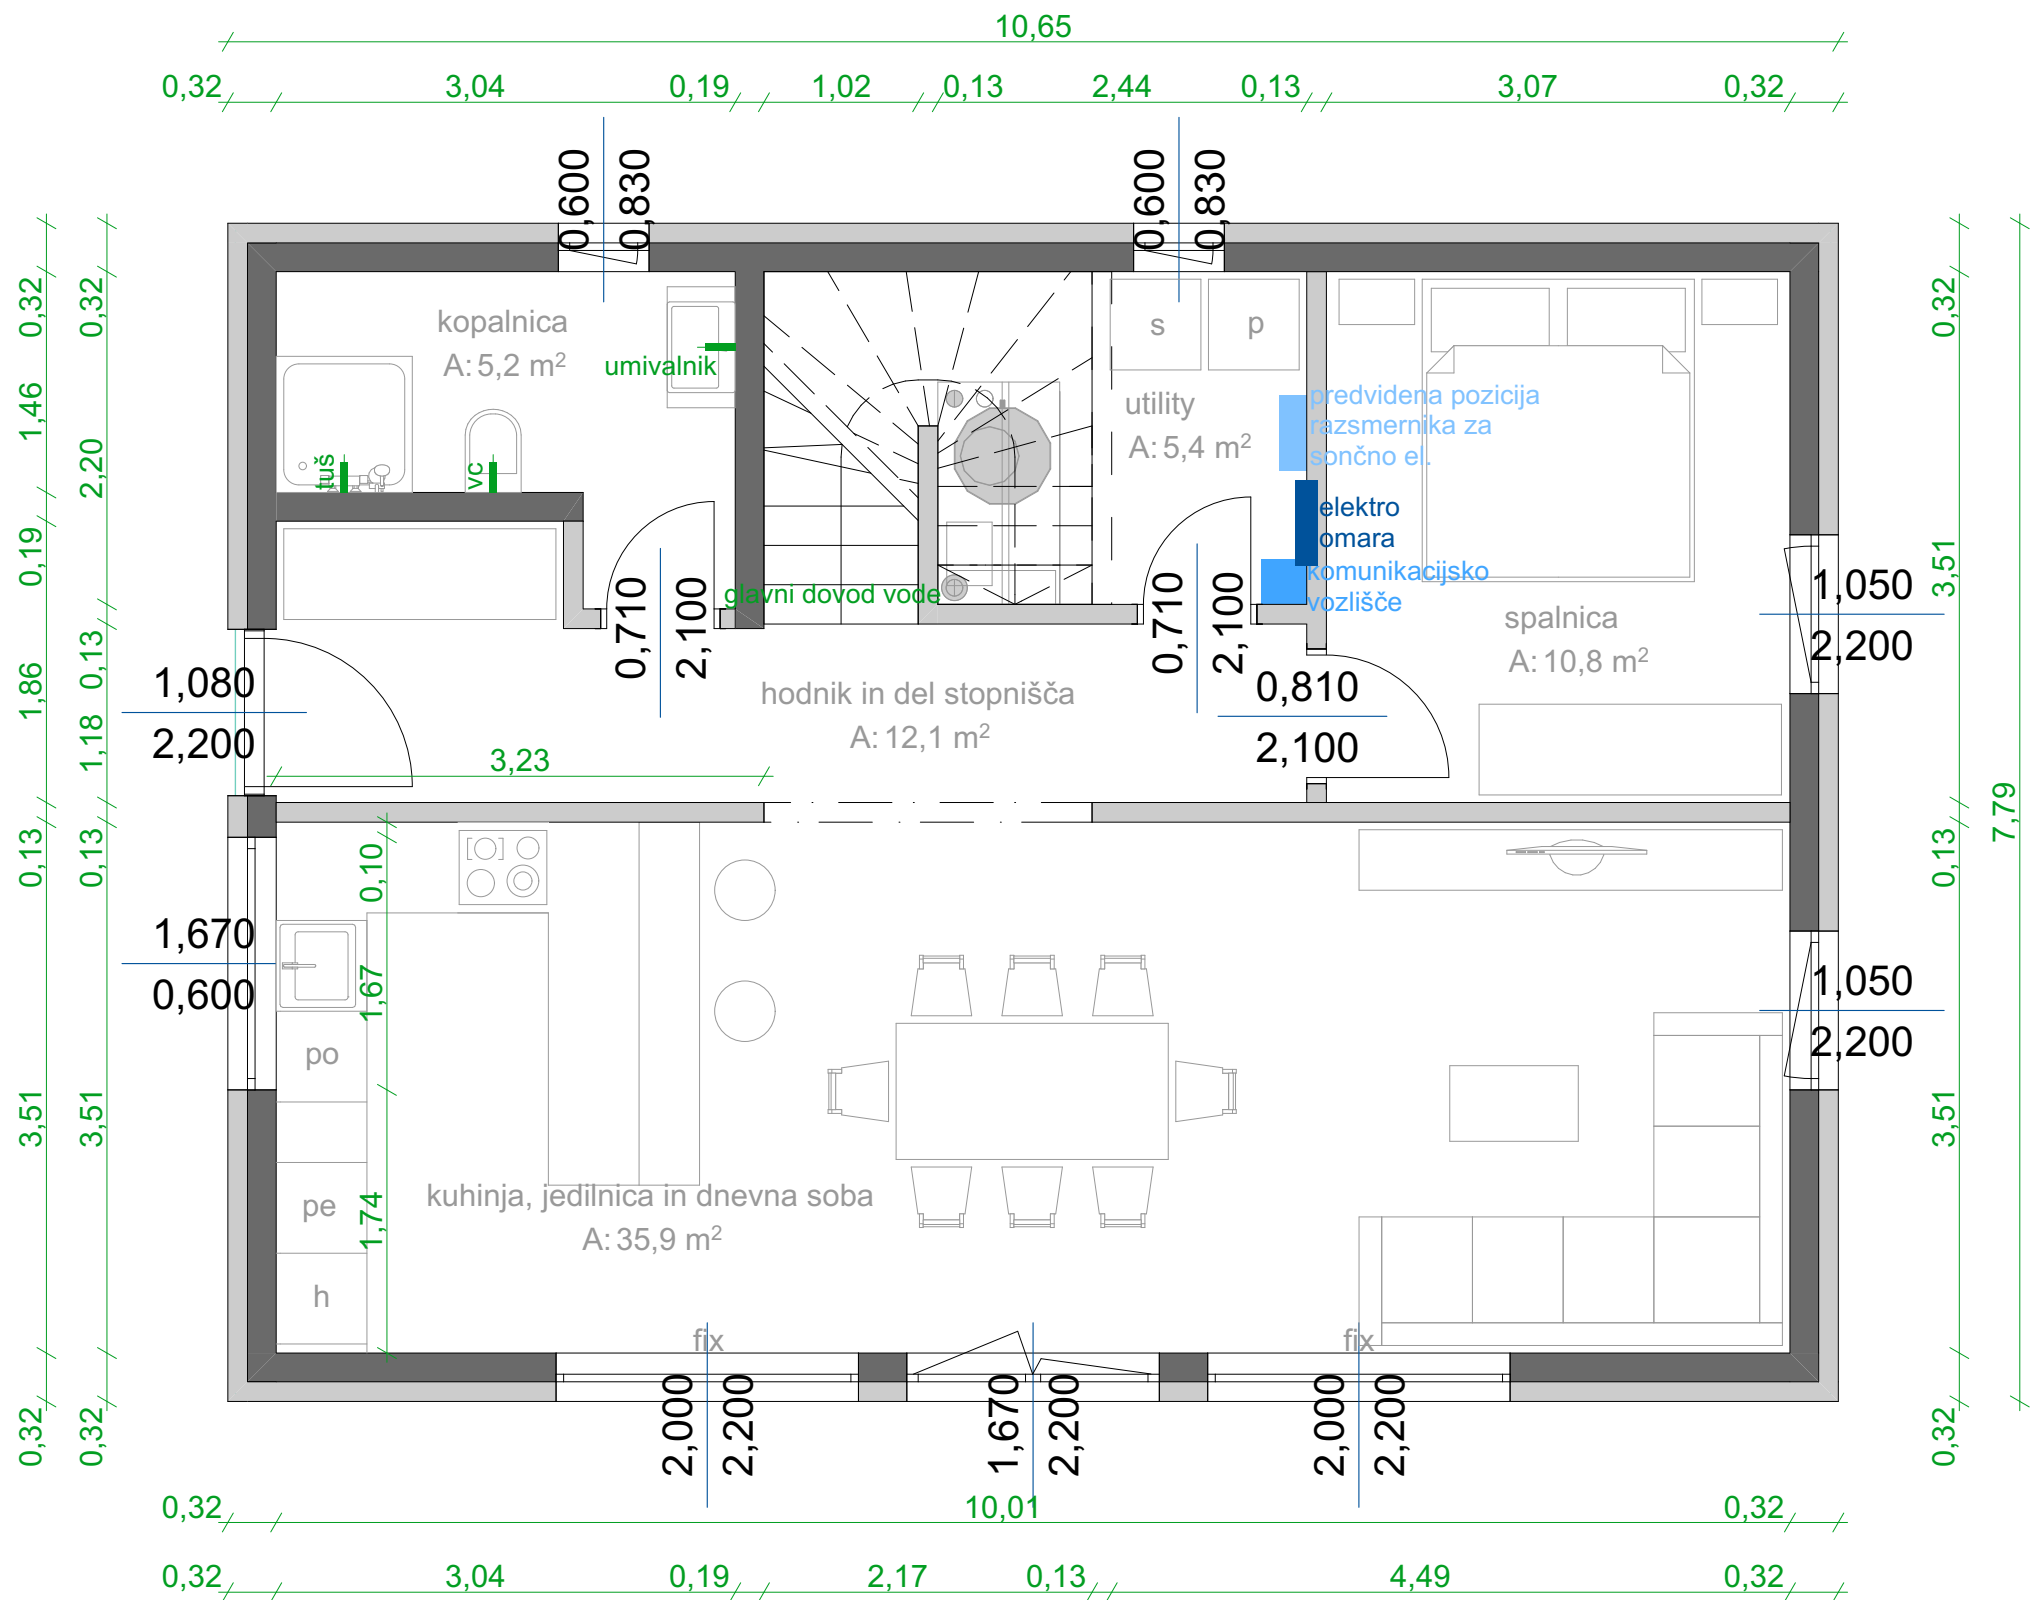 10,65
0,32 3,04 0,19 1,02 0,13 2,44 0,13 3,07 0,32
0,600
0,830
0,600
0,830
0,32
1,46
0,19
1,86
0,13
3,51
0,32
0,32
2,20
0,13
1,18
0,13
3,51
0,32
kopalnica
A: 5,2 m²
umivalnik
tuš
vc
s
p
utility
A: 5,4 m²
predvidena pozicija
razsmernika za
sončno el.
elektro
omara
komunikacijsko
vozlišče
glavni dovod vode
spalnica
A: 10,8 m²
0,710
2,100
0,710
2,100
0,810
2,100
1,080
2,200
hodnik in del stopnišča
A: 12,1 m²
3,23
1,050
2,200
0,32
3,51
0,13
3,51
0,32
7,79
1,670
0,600
0,10
1,67
1,74
po
pe
h
kuhinja, jedilnica in dnevna soba
A: 35,9 m²
1,050
2,200
fix
fix
2,000
2,200
1,670
2,200
2,000
2,200
0,32 10,01 0,32
0,32 3,04 0,19 2,17 0,13 4,49 0,32